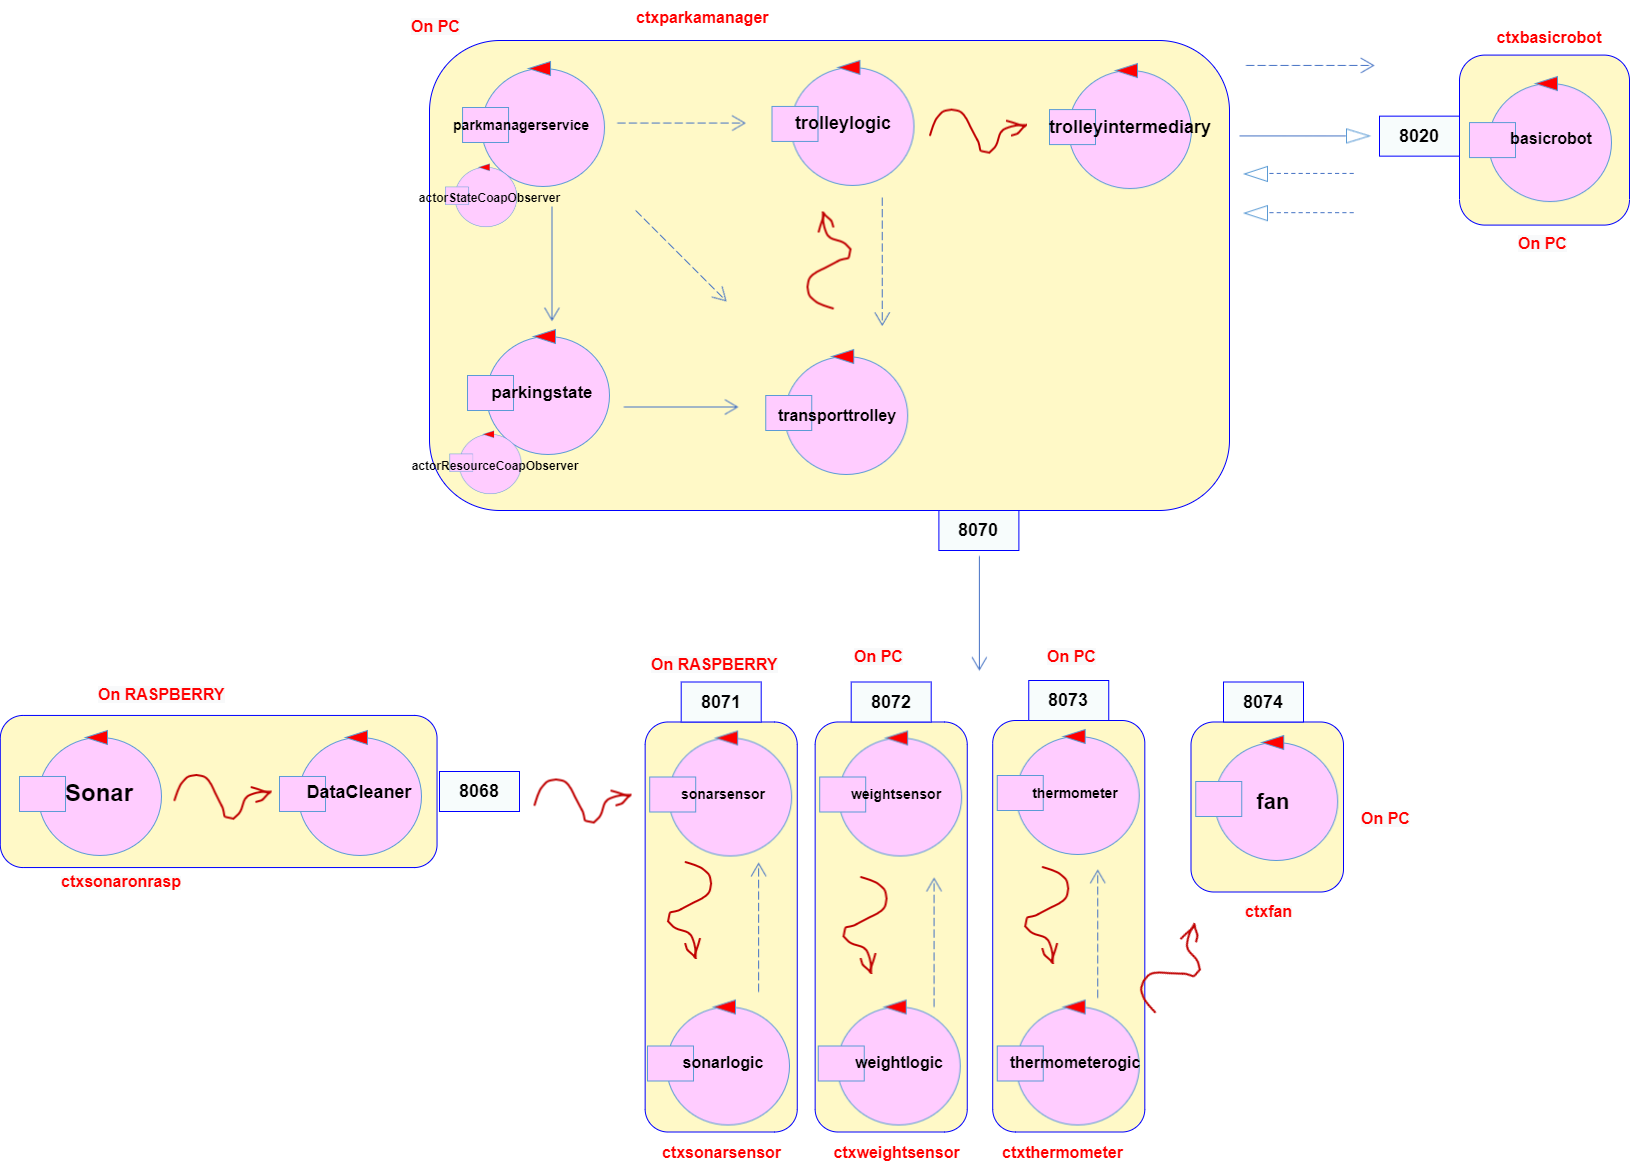 ctxparkamanager
On PC
ctxbasicrobot
parkmanagerservice
trolleylogic
trolleyintermediary
8020
basicrobot
actorStateCoapObserver
On PC
parkingstate
transporttrolley
actorResourceCoapObserver
8070
On RASPBERRY
On PC
On PC
On RASPBERRY
8071
8072
8073
8074
Sonar
DataCleaner
8068
sonarsensor
weightsensor
thermometer
fan
On PC
ctxsonaronrasp
ctxfan
sonarlogic
weightlogic
thermometerogic
ctxsonarsensor
ctxweightsensor
ctxthermometer